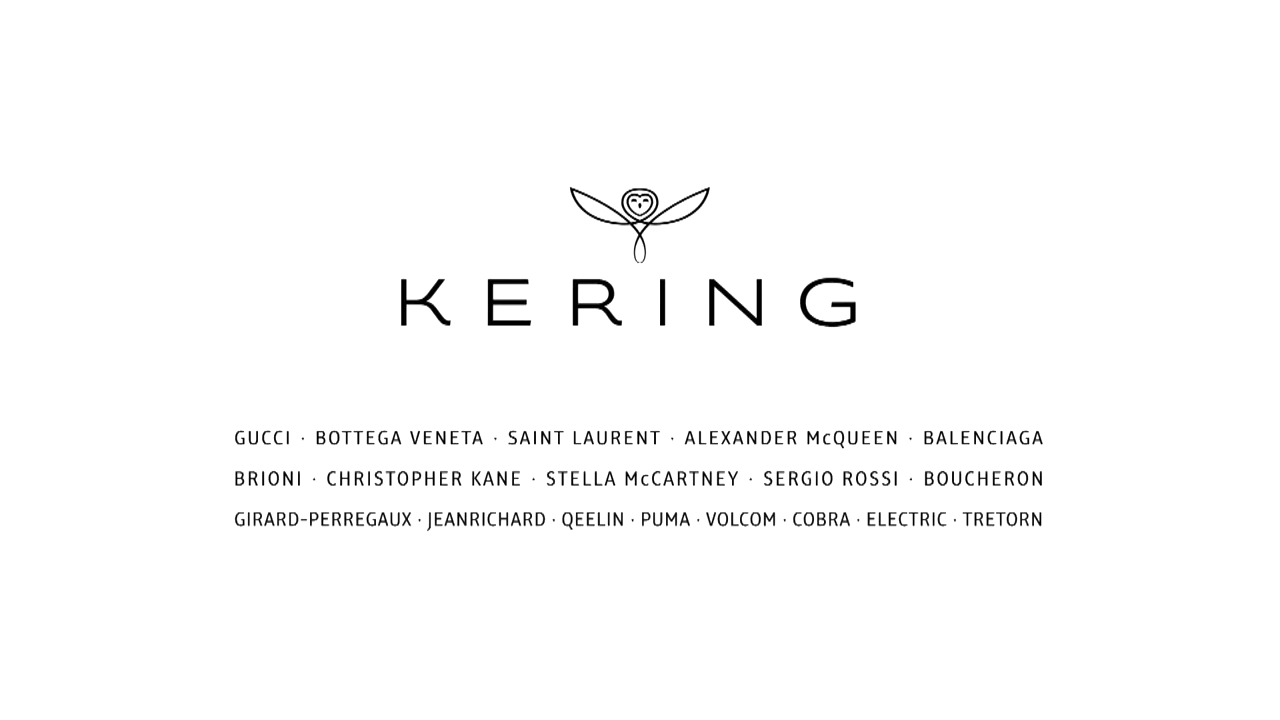 KERING
GUCCI · BOTTEGA VENETA · SAINT LAURENT · ALEXANDER McQUEEN · BALENCIAGA
BRIONI · CHRISTOPHER KANE · STELLA McCARTNEY · SERGIO ROSSI · BOUCHERON
GIRARD-PERREGAUX · JEANRICHARD · QEELIN · PUMA · VOLCOM · COBRA · ELECTRIC · TRETORN